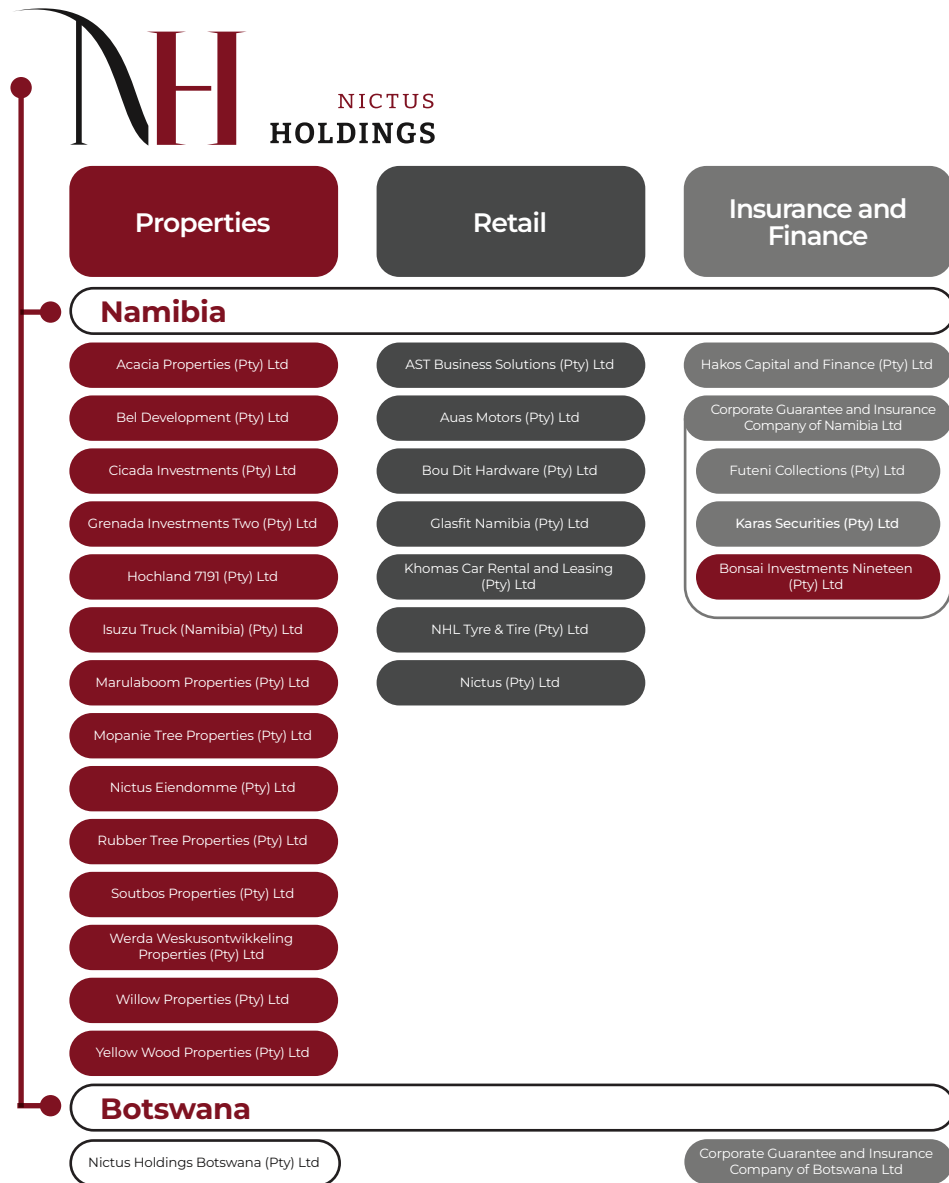 NH
NICTUS
HOLDINGS
Properties
Retail
Insurance and
Finance
Namibia
Acacia Properties (Pty) Ltd
Bel Development (Pty) Ltd
Cicada Investments (Pty) Ltd
Grenada Investments Two (Pty) Ltd
Hochland 7191 (Pty) Ltd
Isuzu Truck (Namibia) (Pty) Ltd
Marulaboom Properties (Pty) Ltd
Mopanie Tree Properties (Pty) Ltd
Nictus Eiendomme (Pty) Ltd
Rubber Tree Properties (Pty) Ltd
Soutbos Properties (Pty) Ltd
Werda Weskusontwikkeling
Properties (Pty) Ltd
Willow Properties (Pty) Ltd
Yellow Wood Properties (Pty) Ltd
AST Business Solutions (Pty) Ltd
Auas Motors (Pty) Ltd
Bou Dit Hardware (Pty) Ltd
Glasfit Namibia (Pty) Ltd
Khomas Car Rental and Leasing
(Pty) Ltd
NHL Tyre & Tire (Pty) Ltd
Nictus (Pty) Ltd
Hakos Capital and Finance (Pty) Ltd
Corporate Guarantee and Insurance
Company of Namibia Ltd
Futeni Collections (Pty) Ltd
Karas Securities (Pty) Ltd
Bonsai Investments Nineteen
(Pty) Ltd
Botswana
Nictus Holdings Botswana (Pty) Ltd
Corporate Guarantee and Insurance
Company of Botswana Ltd